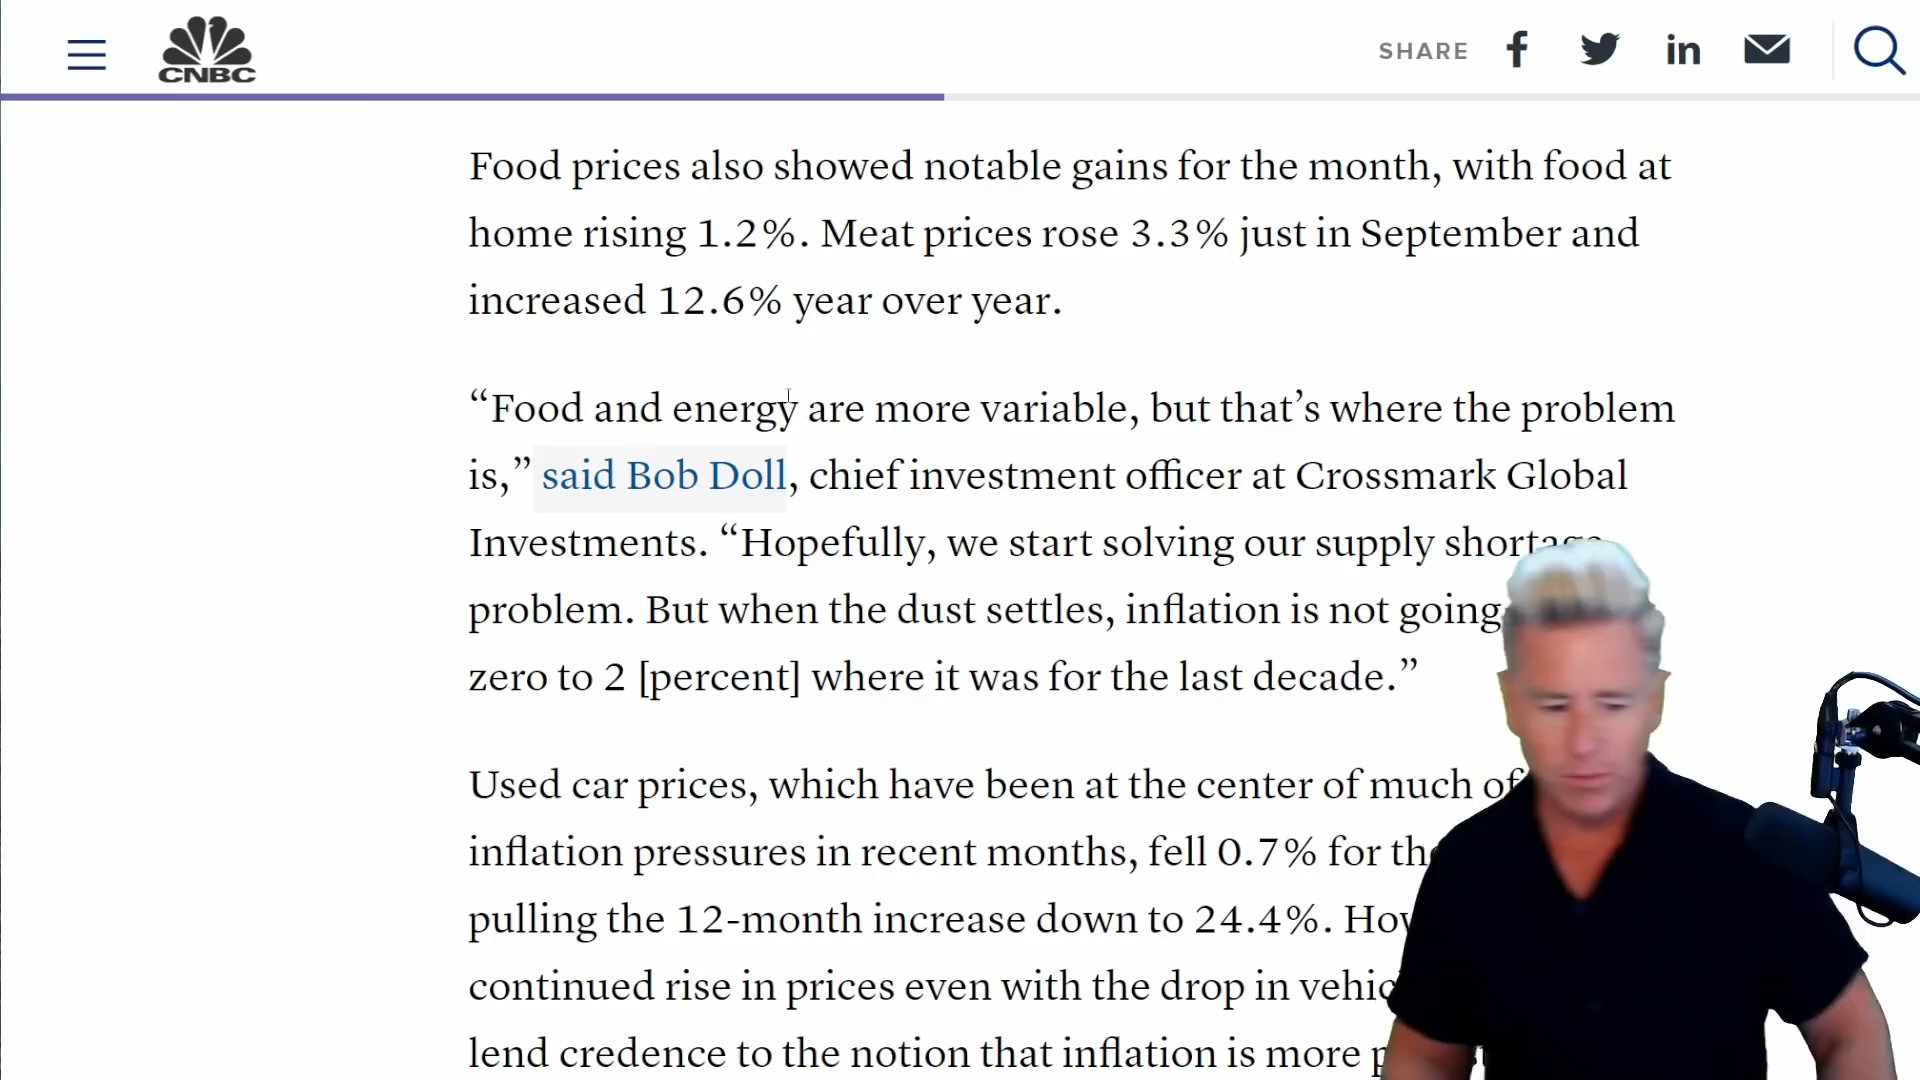 CNBC
SHARE
Food prices also showed notable gains for the month, with food at
home rising 1.2%. Meat prices rose 3.3% just in September and
increased 12.6% year over year.
“Food and energy are more variable, but that’s where the problem
is,” said Bob Doll, chief investment officer at Crossmark Global
Investments. “Hopefully, we start solving our supply shortage
problem. But when the dust settles, inflation is not going
zero to 2 [percent] where it was for the last decade.”
Used car prices, which have been at the center of much of
inflation pressures in recent months, fell 0.7% for the
pulling the 12-month increase down to 24.4%.
continued rise in prices even with the drop in
lend credence to the notion that inflation is more